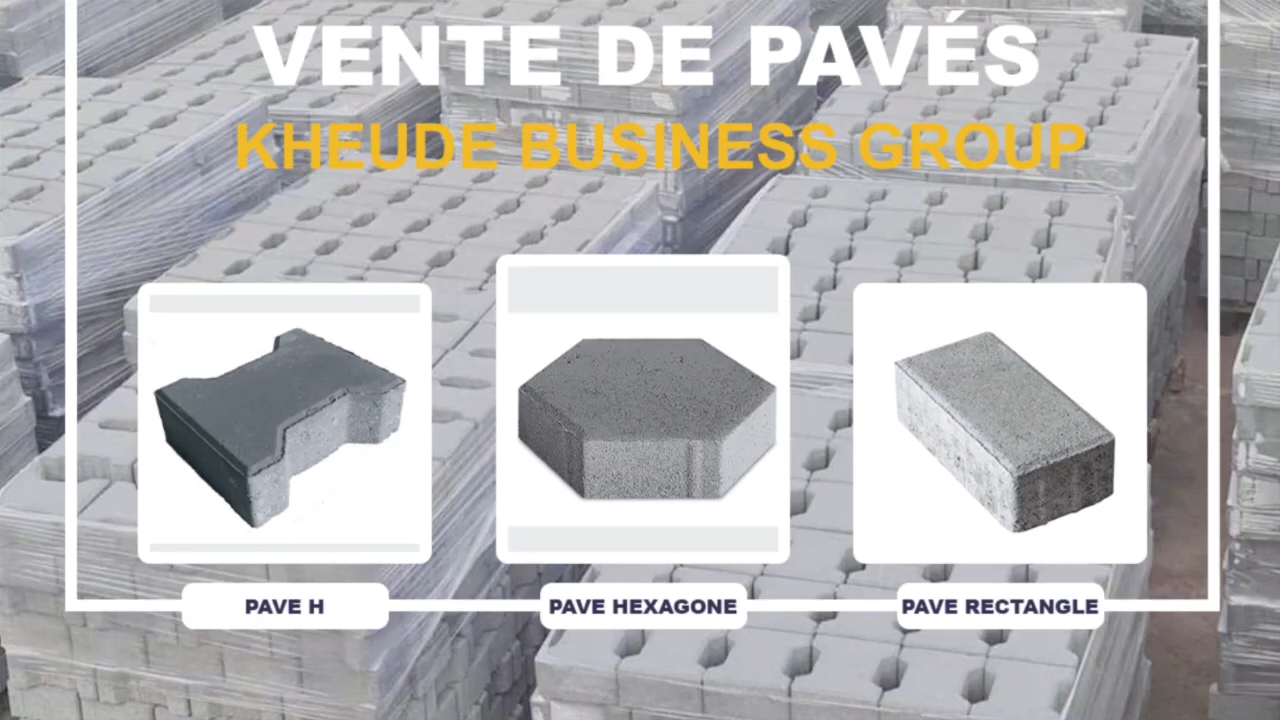 VENTE DE PAVÉS
KHEUDE BUSINESS GROUP
PAVE H
PAVE HEXAGONE
PAVE RECTANGLE